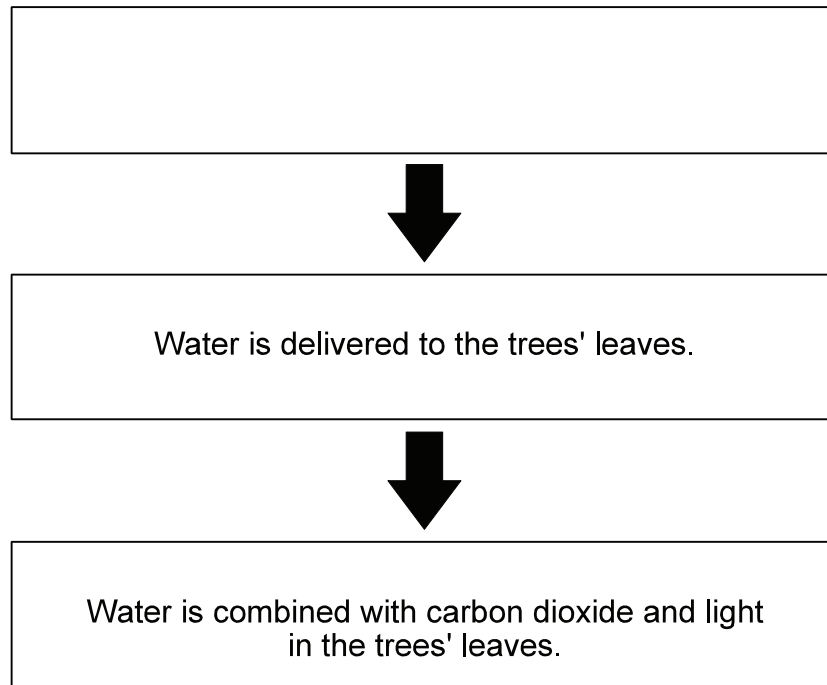 Water is delivered to the trees' leaves.
Water is combined with carbon dioxide and light
in the trees' leaves.